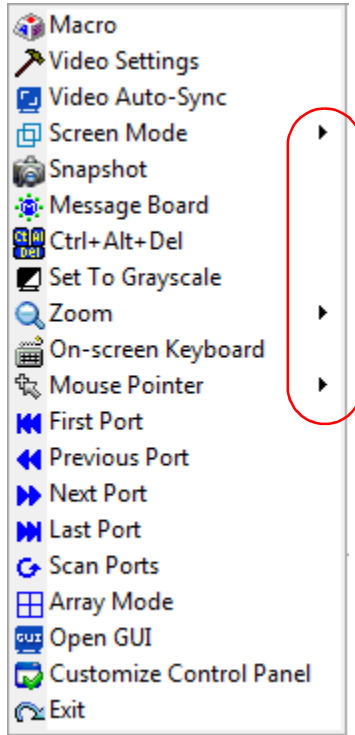 Macro
Video Settings
Video Auto-Sync
Screen Mode
Snapshot
Message Board
Ctrl+Alt+Del
Set To Grayscale
Zoom
On-screen Keyboard
Mouse Pointer
First Port
Previous Port
Next Port
Last Port
Scan Ports
Array Mode
GUI Open GUI
Customize Control Panel
Exit